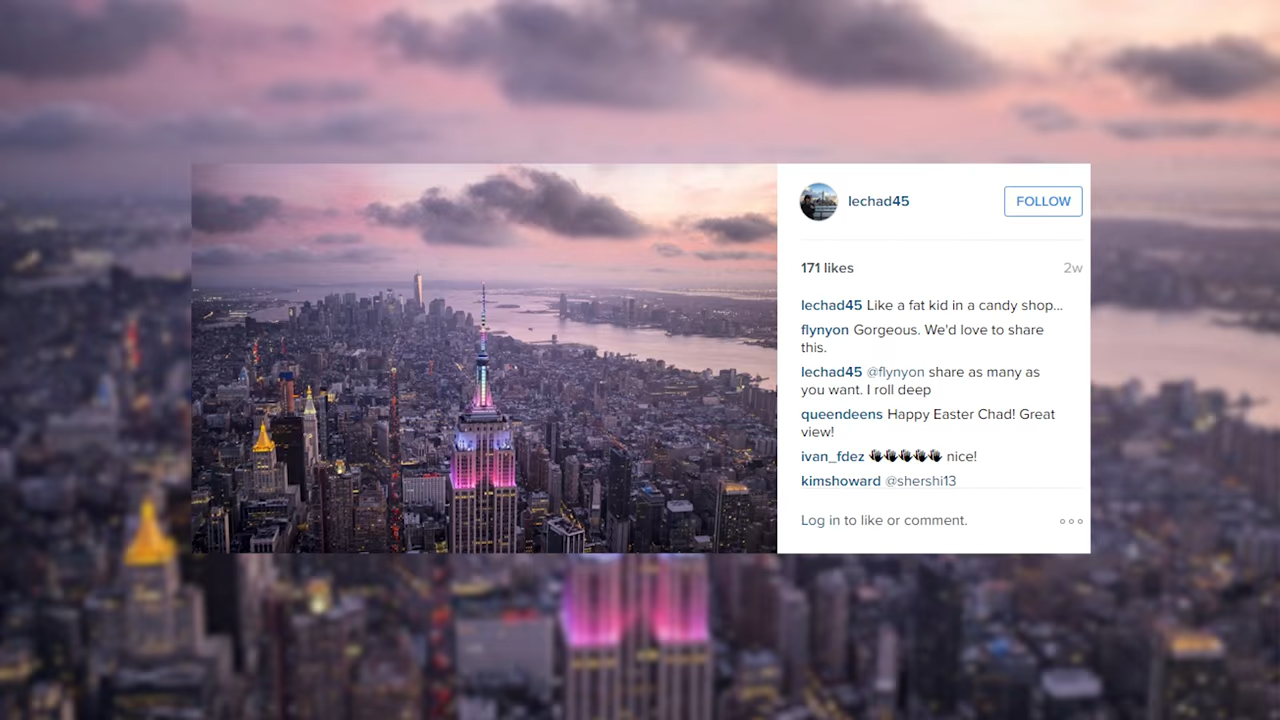 lechad45
FOLLOW
171 likes
2w
lechad45 Like a fat kid in a candy shop...
flynyon Gorgeous. We'd love to share
this.
lechad45 @flynyon share as many as
you want. I roll deep
queendeens Happy Easter Chad! Great
view!
ivan_fdez 👋🏿👋🏿👋🏿👋🏿👋🏿 nice!
kimshoward @shershi13
Log in to like or comment.